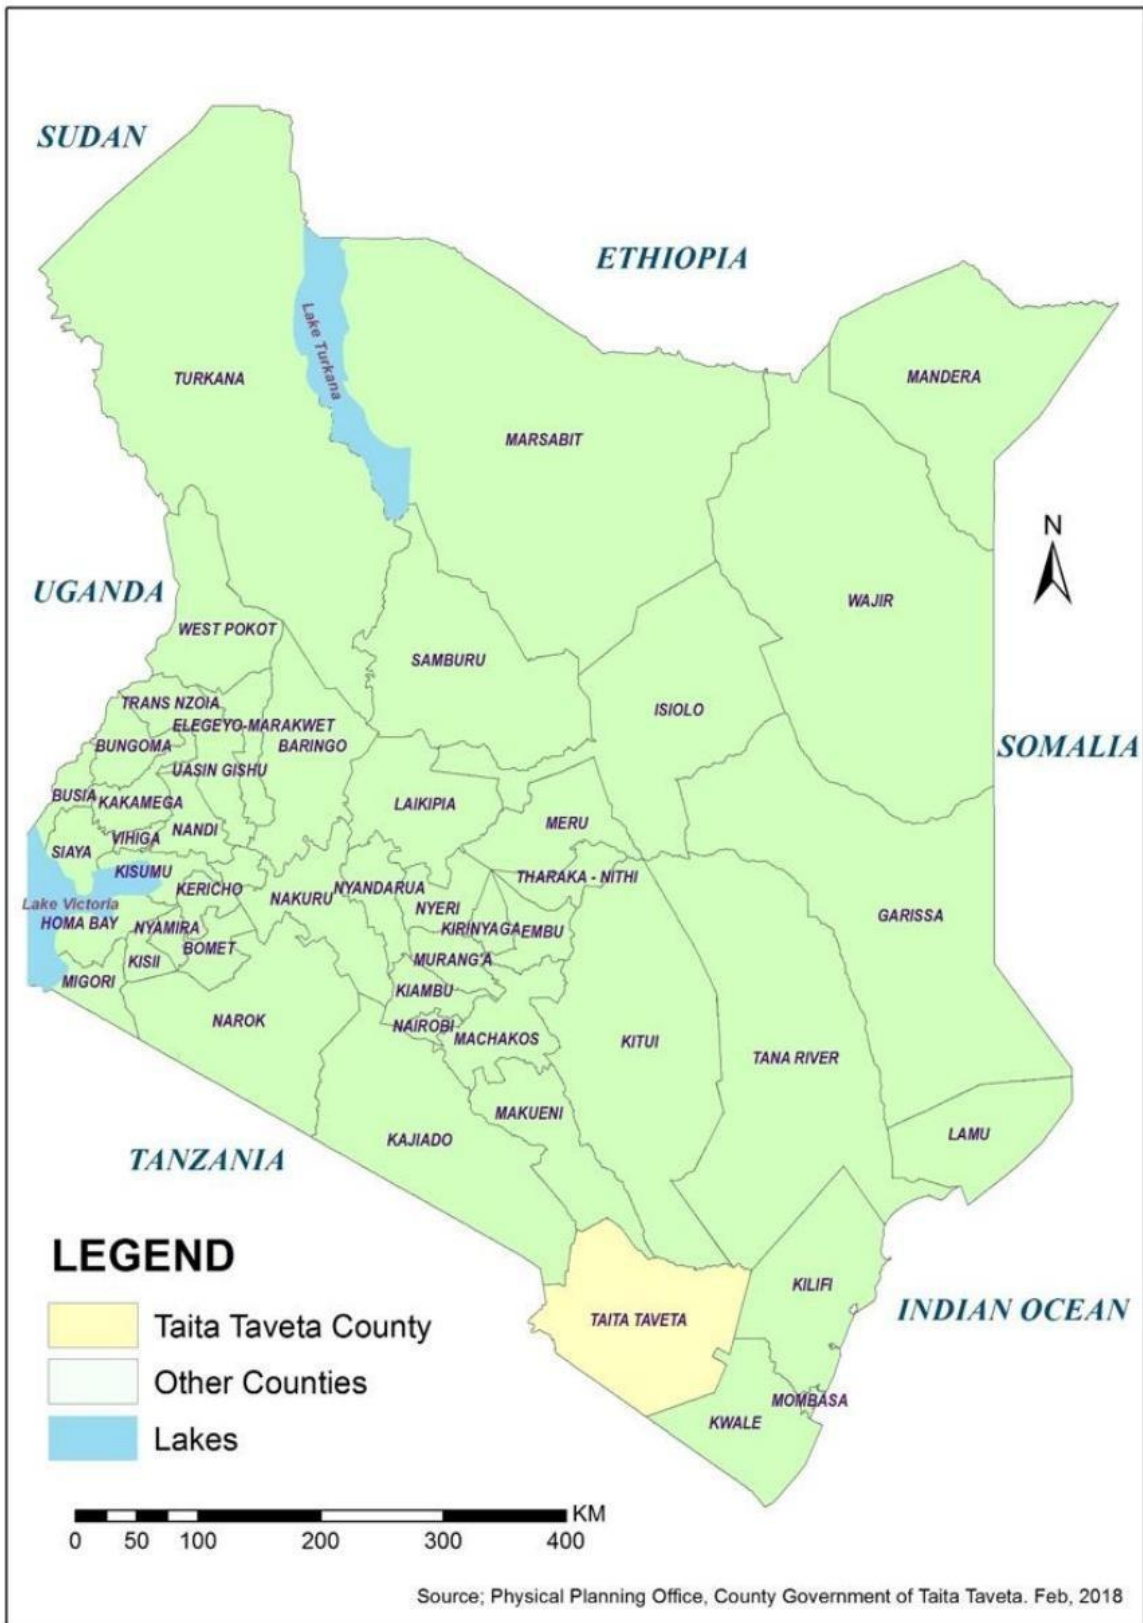 SUDAN
ETHIOPIA
Lake Turkana
TURKANA
MANDERA
MARSABIT
N
UGANDA
WAJIR
WEST POKOT
SAMBURU
TRANS NZOIA
ISIOLO
ELEGEYO-MARAKWET
BUNGOMA
BARINGO
SOMALIA
UASIN GISHU
BUSIA
KAKAMEGA
LAIKIPIA
MERU
NANDI
VIHIGA
SIAYA
KISUMU
THARAKA - NITHI
KERICHO
NYANDARUA
NAKURU
Lake Victoria
NYERI
GARISSA
HOMA BAY
NYAMIRA
KIRINYAGA
EMBU
BOMET
KISII
MURANG'A
MIGORI
KIAMBU
NAROK
NAIROBI
MACHAKOS
KITUI
TANA RIVER
MAKUENI
LAMU
KAJIADO
TANZANIA
LEGEND
KILIFI
INDIAN OCEAN
TAITA TAVETA
Taita Taveta County
Other Counties
MOMBASA
KWALE
Lakes
KM
0 50 100 200 300 400
Source; Physical Planning Office, County Government of Taita Taveta. Feb, 2018